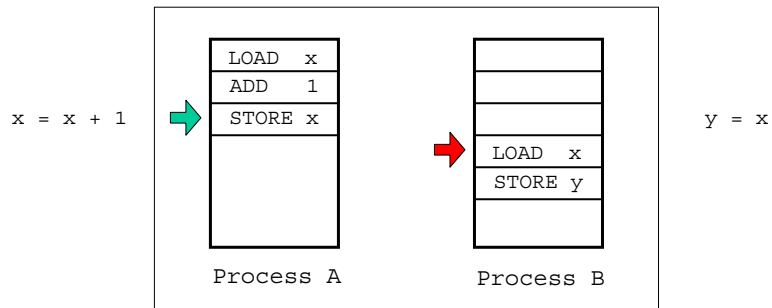 x = x + 1
LOAD x
ADD 1
STORE x
Process A
LOAD x
STORE y
Process B
y = x